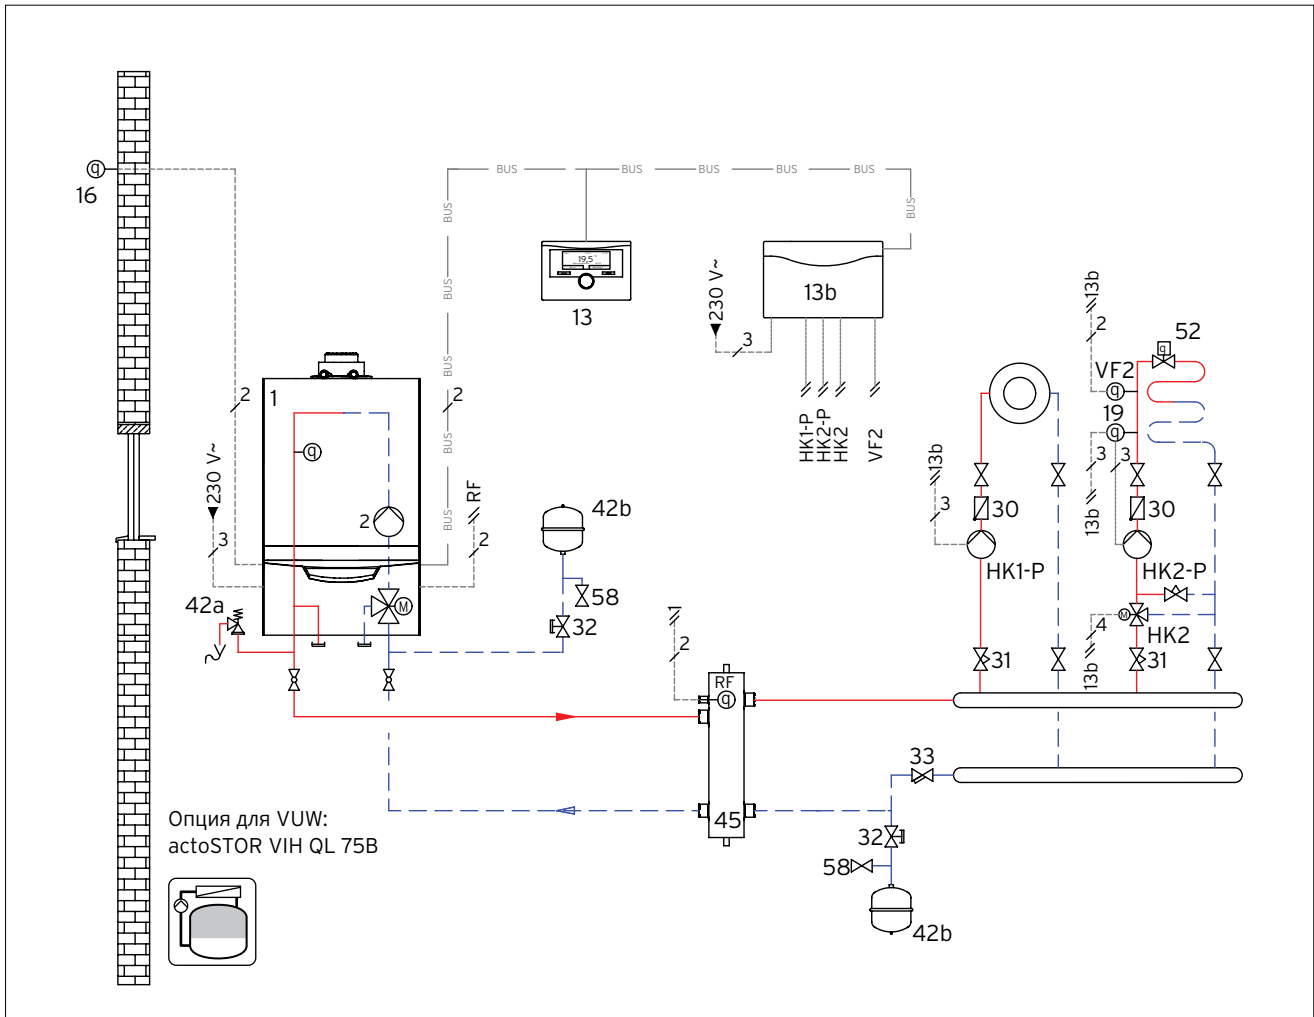 16
BUS
BUS
BUS
BUS
BUS
BUS
BUS
BUS
BUS
19,5
13
13b
230 V~
3
HK1-P
HK2-P
HK2
VF2
1
2
2
230 V~
3
2
RF
2
42a
M
42b
58
32
13b
2
52
VF2
19
3
3
13b
13b
3
30
30
HK1-P
HK2-P
M
4
HK2
13b
31
31
1
2
RF
q
45
33
32
58
42b
q
q
q
q
q
Опция для VUW:
actoSTOR VIH QL 75B